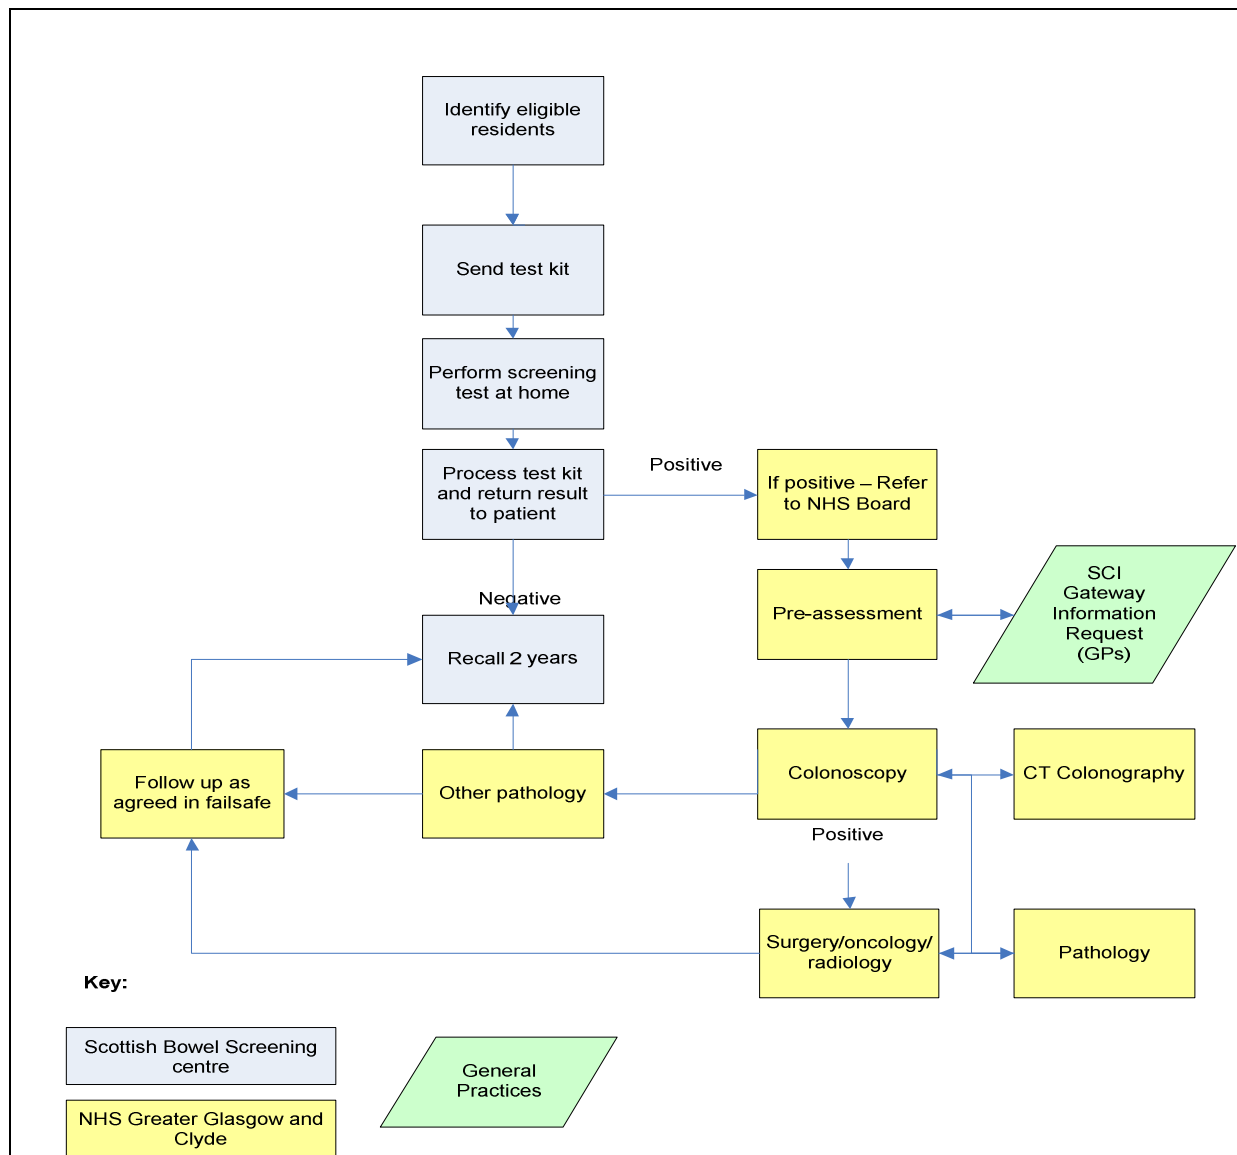 Identify eligible
residents
Send test kit
Perform screening
test at home
Process test kit
and return result
to patient
Positive
If positive – Refer
to NHS Board
Negative
Pre-assessment
SCI
Gateway
Information
Request
(GPs)
Recall 2 years
Follow up as
agreed in failsafe
Other pathology
Colonoscopy
CT Colonography
Positive
Surgery/oncology/
radiology
Pathology
Key:
Scottish Bowel Screening
centre
General
Practices
NHS Greater Glasgow and
Clyde